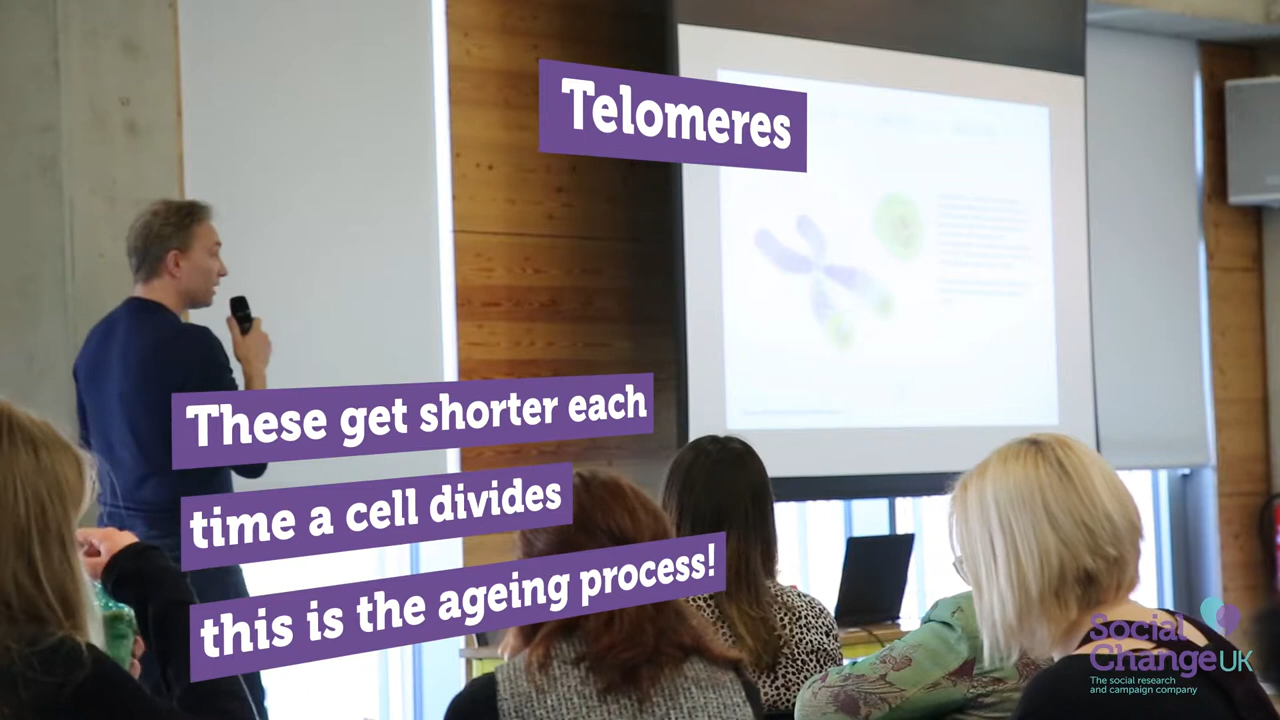 Telomeres
These get shorter each
time a cell divides
this is the ageing process!
Social
ChangeUK
The social research
and campaign company